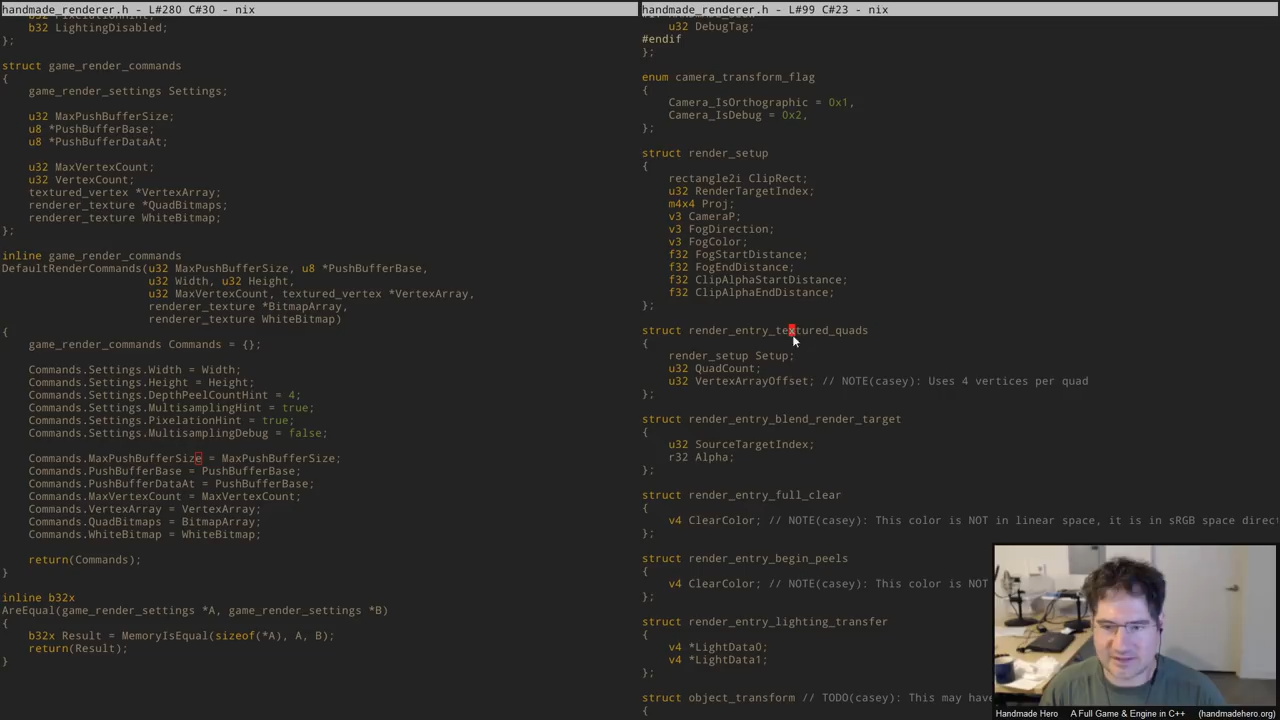 handmade_renderer.h - L#280 C#30 - nix
b32 PixelationHint;
b32 LightingDisabled;
};
struct game_render_commands
{
game_render_settings Settings;
u32 MaxPushBufferSize;
u8 *PushBufferBase;
u8 *PushBufferDataAt;
u32 MaxVertexCount;
u32 VertexCount;
textured_vertex *VertexArray;
renderer_texture *QuadBitmaps;
renderer_texture WhiteBitmap;
};
inline game_render_commands
DefaultRenderCommands(u32 MaxPushBufferSize, u8 *PushBufferBase,
u32 Width, u32 Height,
u32 MaxVertexCount, textured_vertex *VertexArray,
renderer_texture *BitmapArray,
renderer_texture WhiteBitmap)
{
game_render_commands Commands = {};
Commands.Settings.Width = Width;
Commands.Settings.Height = Height;
Commands.Settings.DepthPeelCountHint = 4;
Commands.Settings.MultisamplingHint = true;
Commands.Settings.PixelationHint = true;
Commands.Settings.MultisamplingDebug = false;
Commands.MaxPushBufferSize = MaxPushBufferSize;
Commands.PushBufferBase = PushBufferBase;
Commands.PushBufferDataAt = PushBufferBase;
Commands.MaxVertexCount = MaxVertexCount;
Commands.VertexArray = VertexArray;
Commands.QuadBitmaps = BitmapArray;
Commands.WhiteBitmap = WhiteBitmap;
return(Commands);
}
inline b32x
AreEqual(game_render_settings *A, game_render_settings *B)
{
b32x Result = MemoryIsEqual(sizeof(*A), A, B);
return(Result);
}
handmade_renderer.h - L#99 C#23 - nix
u32 DebugTag;
#endif
};
enum camera_transform_flag
{
Camera_IsOrthographic = 0x1,
Camera_IsDebug = 0x2,
};
struct render_setup
{
rectangle2i ClipRect;
u32 RenderTargetIndex;
m4x4 Proj;
v3 CameraP;
v3 FogDirection;
v3 FogColor;
f32 FogStartDistance;
f32 FogEndDistance;
f32 ClipAlphaStartDistance;
f32 ClipAlphaEndDistance;
};
struct render_entry_textured_quads
{
render_setup Setup;
u32 QuadCount;
u32 VertexArrayOffset; // NOTE(casey): Uses 4 vertices per quad
};
struct render_entry_blend_render_target
{
u32 SourceTargetIndex;
r32 Alpha;
};
struct render_entry_full_clear
{
v4 ClearColor; // NOTE(casey): This color is NOT in linear space, it is in sRGB space direc
};
struct render_entry_begin_peels
{
v4 ClearColor; // NOTE(casey): This color is NOT
};
struct render_entry_lighting_transfer
{
v4 *LightData0;
v4 *LightData1;
};
struct object_transform // TODO(casey): This may have
{
Handmade Hero A Full Game & Engine in C++ (handmadehero.org)